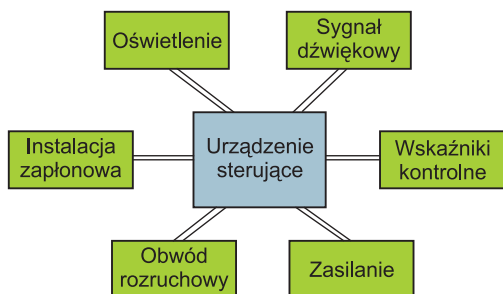 Oświetlenie
Sygnał
dźwiękowy
Instalacja
zapłonowa
Urządzenie
sterujące
Wskaźniki
kontrolne
Obwód
rozruchowy
Zasilanie